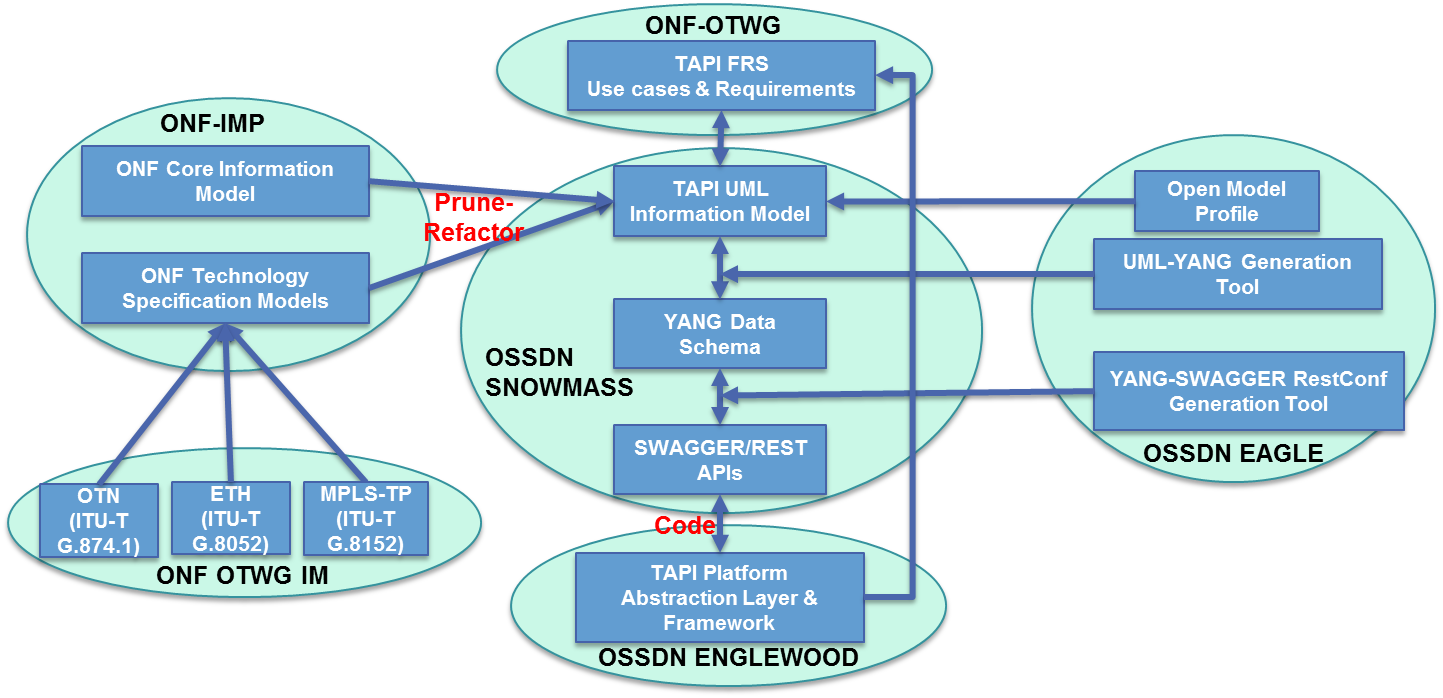 ONF-OTWG
TAPI FRS
Use cases & Requirements
ONF-IMP
ONF Core Information
Model
ONF Technology
Specification Models
Prune-
Refactor
TAPI UML
Information Model
YANG Data
Schema
OSSDN
SNOWMASS
SWAGGER/REST
APIs
Open Model
Profile
UML-YANG Generation
Tool
YANG-SWAGGER RestConf
Generation Tool
OSSDN EAGLE
OTN
(ITU-T
G.874.1)
ETH
(ITU-T
G.8052)
MPLS-TP
(ITU-T
G.8152)
ONF OTWG IM
Code
TAPI Platform
Abstraction Layer &
Framework
OSSDN ENGLEWOOD